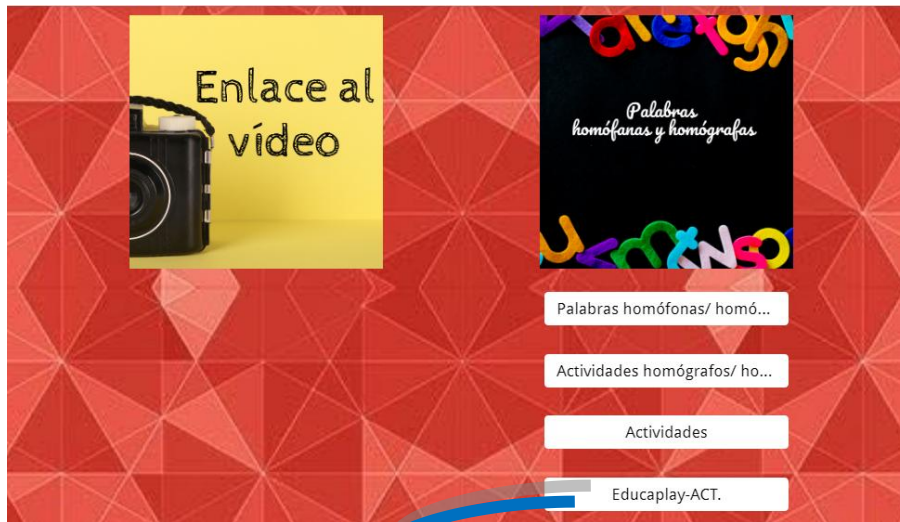 Enlace al
vídeo
Palabras
homófanas y homógrafas
Palabras homófonas/ homó...
Actividades homógrafos/ ho...
Actividades
Educaplay-ACT.